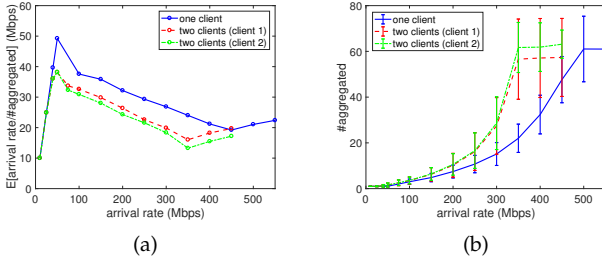 E[arrival rate/#aggregated] (Mbps)
60
50
40
30
20
10
0
one client
two clients (client 1)
two clients (client 2)
0 100 200 300 400 500
arrival rate (Mbps)
(a)
#aggregated
80
60
40
20
0
one client
two clients (client 1)
two clients (client 2)
0 100 200 300 400 500
arrival rate (Mbps)
(b)